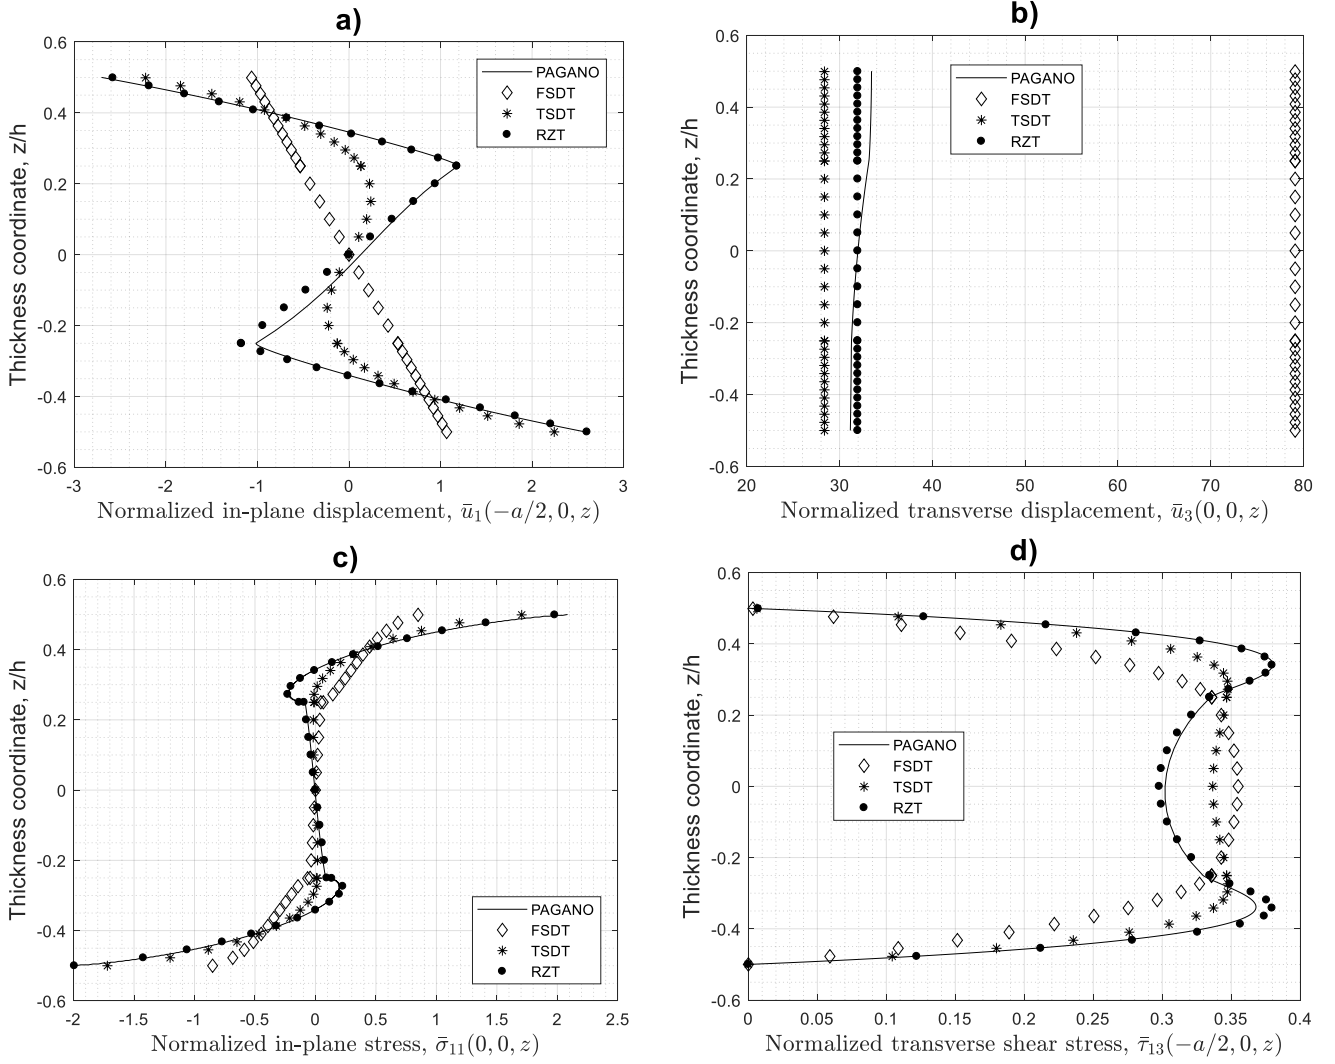 a)
0.6
0.4
0.2
0
-0.2
-0.4
-0.6
Thickness coordinate, z/h
PAGANO
FSDT
TSDT
RZT
-3
-2
-1
0
1
2
3
Normalized in-plane displacement, ū₁(−a/2, 0, z)
b)
0.6
0.4
0.2
0
-0.2
-0.4
-0.6
Thickness coordinate, z/h
PAGANO
FSDT
TSDT
RZT
20
30
40
50
60
70
80
Normalized transverse displacement, ū₃(0, 0, z)
c)
0.6
0.4
0.2
0
-0.2
-0.4
-0.6
Thickness coordinate, z/h
PAGANO
FSDT
TSDT
RZT
-2
-1.5
-1
-0.5
0
0.5
1
1.5
2
2.5
Normalized in-plane stress, σ̄₁₁(0, 0, z)
d)
0.6
0.4
0.2
0
-0.2
-0.4
-0.6
Thickness coordinate, z/h
PAGANO
FSDT
TSDT
RZT
0
0.05
0.1
0.15
0.2
0.25
0.3
0.35
0.4
Normalized transverse shear stress, τ̄₁₃(−a/2, 0, z)